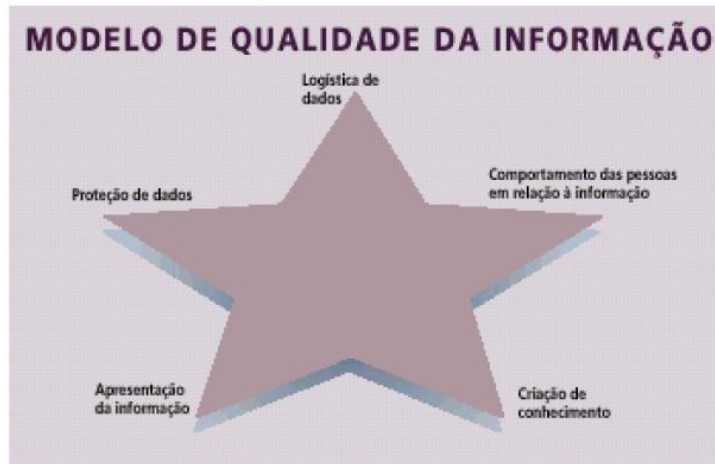 MODELO DE QUALIDADE DA INFORMAÇÃO
Logística de
dados
Proteção de dados
Comportamento das pessoas
em relação à informação
Apresentação
da informação
Criação de
conhecimento